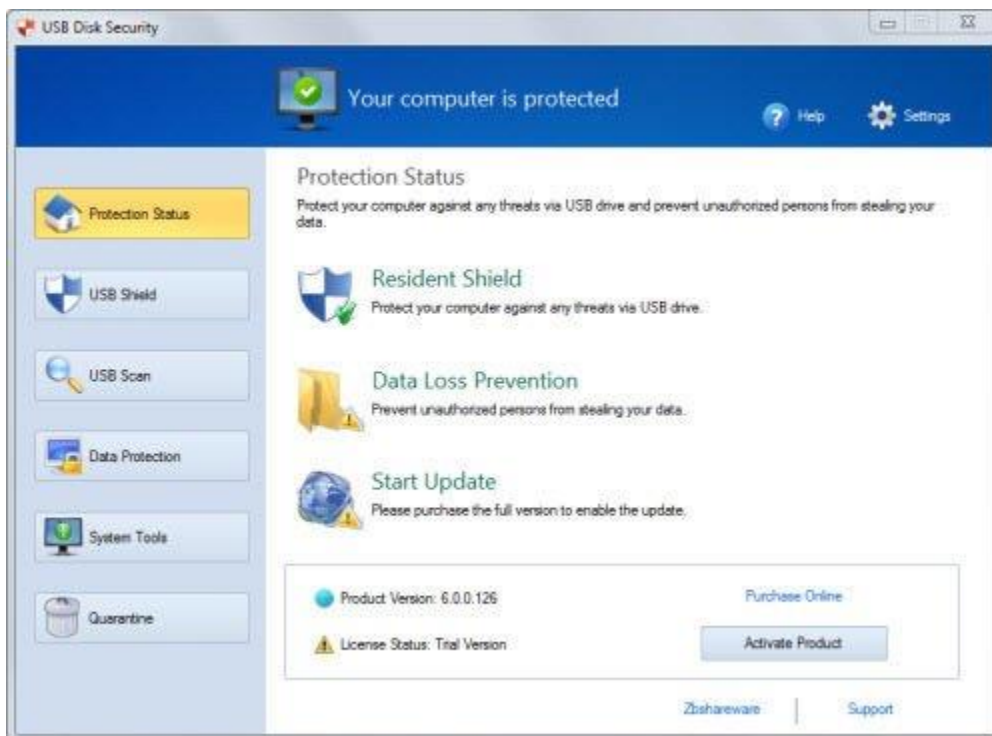 USB Disk Security
Your computer is protected
Help
Settings
Protection Status
USB Shield
USB Scan
Data Protection
System Tools
Quarantine
Protection Status
Protect your computer against any threats via USB drive and prevent unauthorized persons from stealing your
data.
Resident Shield
Protect your computer against any threats via USB drive.
Data Loss Prevention
Prevent unauthorized persons from stealing your data.
Start Update
Please purchase the full version to enable the update.
Product Version: 6.0.0.126
Purchase Online
License Status: Trial Version
Activate Product
Zbshareware
Support